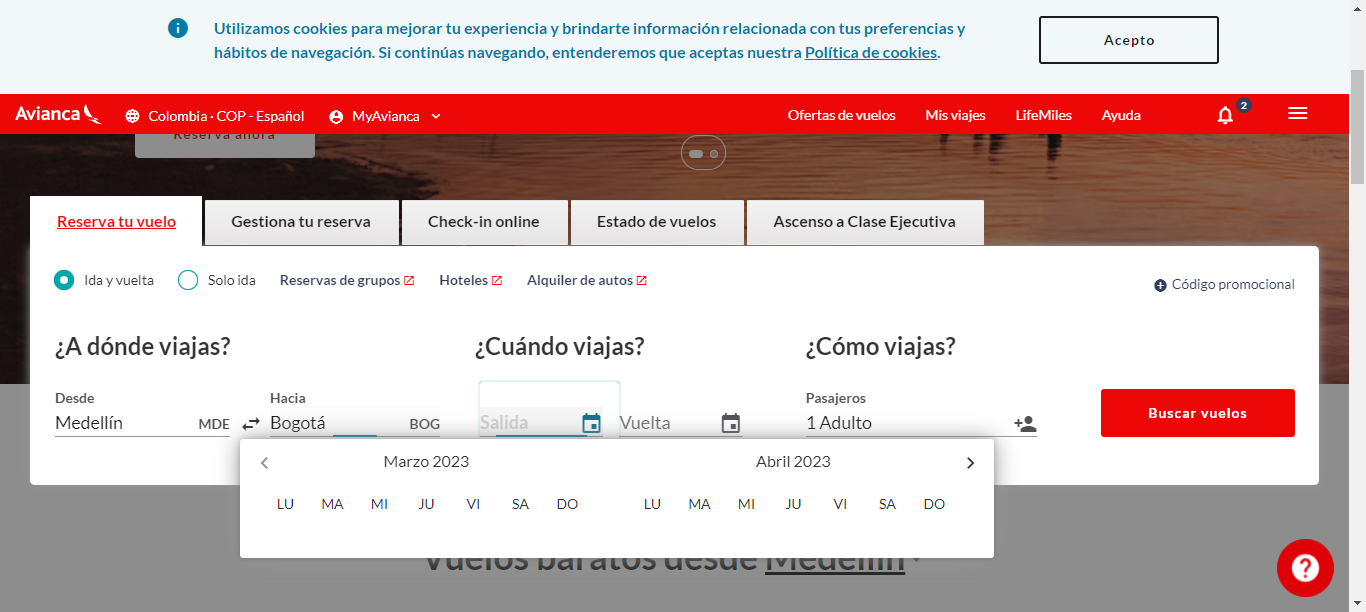 Utilizamos cookies para mejorar tu experiencia y brindarte información relacionada con tus preferencias y
hábitos de navegación. Si continúas navegando, entenderemos que aceptas nuestra Política de cookies.
Acepto
Avianca
Colombia · COP - Español
MyAvianca
Ofertas de vuelos
Mis viajes
LifeMiles
Ayuda
2
Reserva ahora
Reserva tu vuelo
Gestiona tu reserva
Check-in online
Estado de vuelos
Ascenso a Clase Ejecutiva
Ida y vuelta
Solo ida
Reservas de grupos
Hoteles
Alquiler de autos
Código promocional
¿A dónde viajas?
¿Cuándo viajas?
¿Cómo viajas?
Desde
Hacia
Pasajeros
Medellín MDE
Bogotá BOG
Salida
Vuelta
1 Adulto
Buscar vuelos
Marzo 2023
Abril 2023
LU MA MI JU VI SA DO
LU MA MI JU VI SA DO
Vuelos baratos desde Medellín